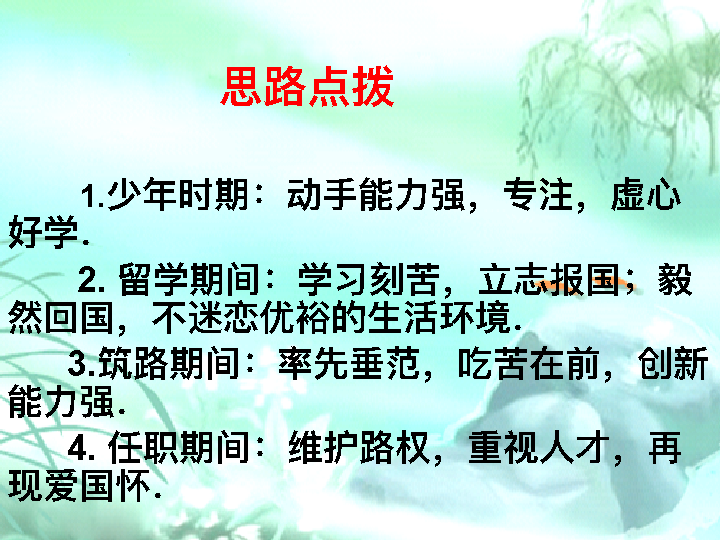 思路点拨
1.少年时期：动手能力强，专注，虚心
好学．
2. 留学期间：学习刻苦，立志报国；毅
然回国，不迷恋优裕的生活环境．
3.筑路期间：率先垂范，吃苦在前，创新
能力强．
4. 任职期间：维护路权，重视人才，再
现爱国怀．